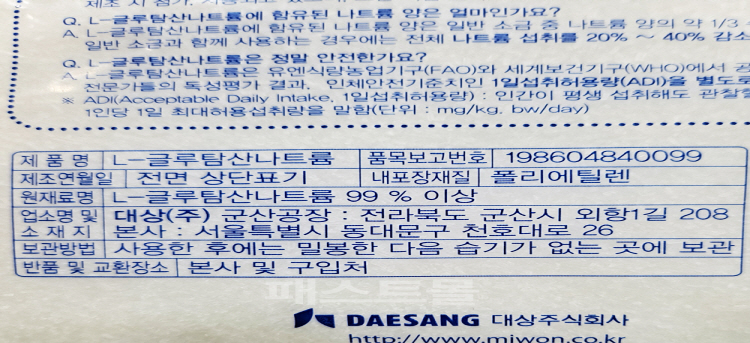 Q. L-글루탐산나트륨에 함유된 나트륨 양은 얼마인가요?
A. L-글루탐산나트륨에 함유된 나트륨 양은 일반 소금 중 나트륨 양의 약 1/3
일반 소금과 함께 사용하는 경우에는 전체 나트륨 섭취를 20% ~ 40% 감소
Q. L-글루탐산나트륨은 정말 안전한가요?
A. L-글루탐산나트륨은 유엔식량농업기구(FAO)와 세계보건기구(WHO)에서 공
전문가들의 독성평가 결과, 인체안전기준치인 1일섭취허용량(ADI)을 별도로
※ ADI(Acceptable Daily Intake, 1일섭취허용량) : 인간이 평생 섭취해도 관찰할
1인당 1일 최대허용섭취량을 말함(단위 : mg/kg, bw/day)
제 품 명 L-글루탐산나트륨 품목보고번호 198604840099
제조연월일 전면 상단표기 내포장재질 폴리에틸렌
원재료명 L-글루탐산나트륨 99 % 이상
업소명 및 대상(주) 군산공장 : 전라북도 군산시 외항1길 208
소 재 지 본사 : 서울특별시 동대문구 천호대로 26
보관방법 사용한 후에는 밀봉한 다음 습기가 없는 곳에 보관
반품 및 교환장소 본사 및 구입처
패스트몰
DAESANG 대상주식회사
http://www.miwon.co.kr